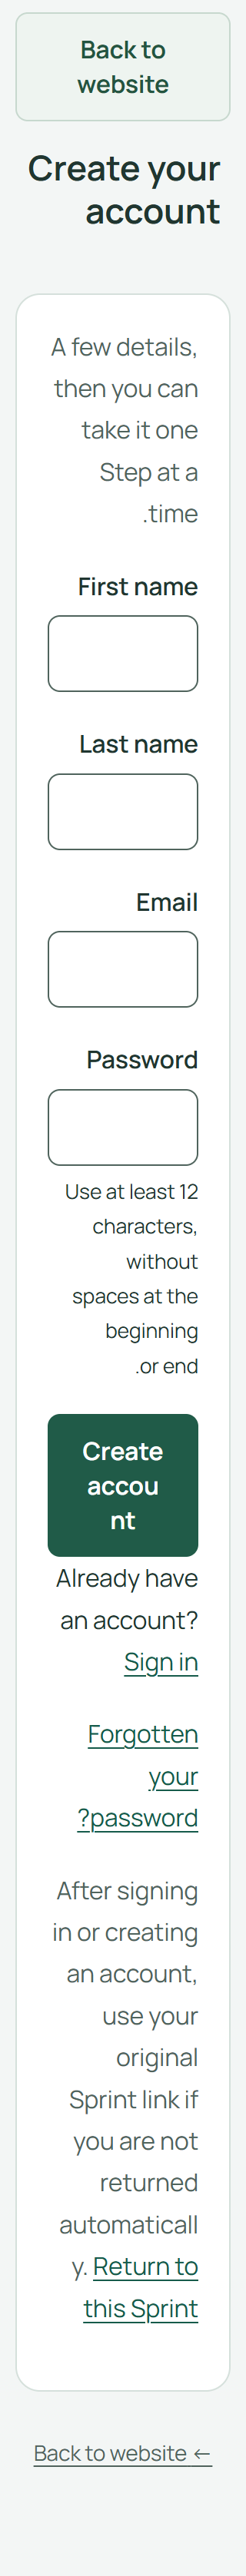 Back to
website
Create your
account
A few details,
then you can
take it one
Step at a
.time
First name
Last name
Email
Password
Use at least 12
characters,
without
spaces at the
beginning
.or end
Create
accou
nt
Already have
an account?
Sign in
Forgotten
your
?password
After signing
in or creating
an account,
use your
original
Sprint link if
you are not
returned
automaticall
y. Return to
this Sprint
Back to website ←